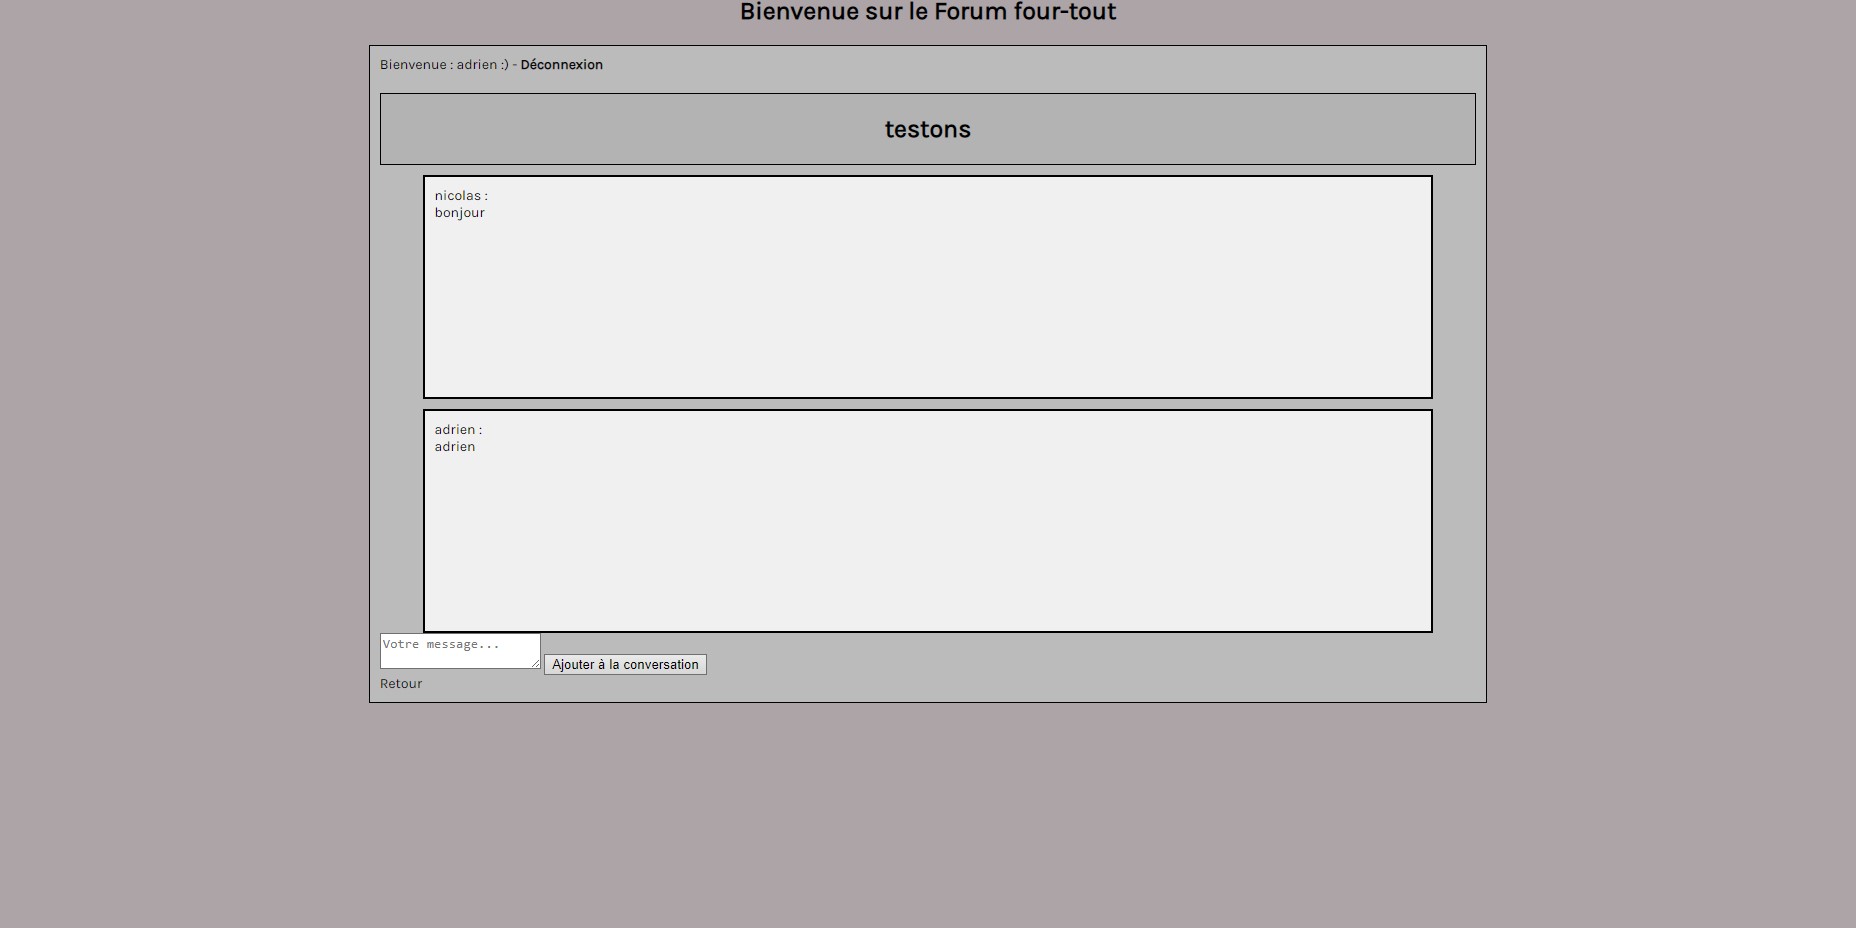 Bienvenue sur le Forum four-tout
Bienvenue : adrien :) - Déconnexion
testons
nicolas :
bonjour
adrien :
adrien
Votre message...
Ajouter à la conversation
Retour